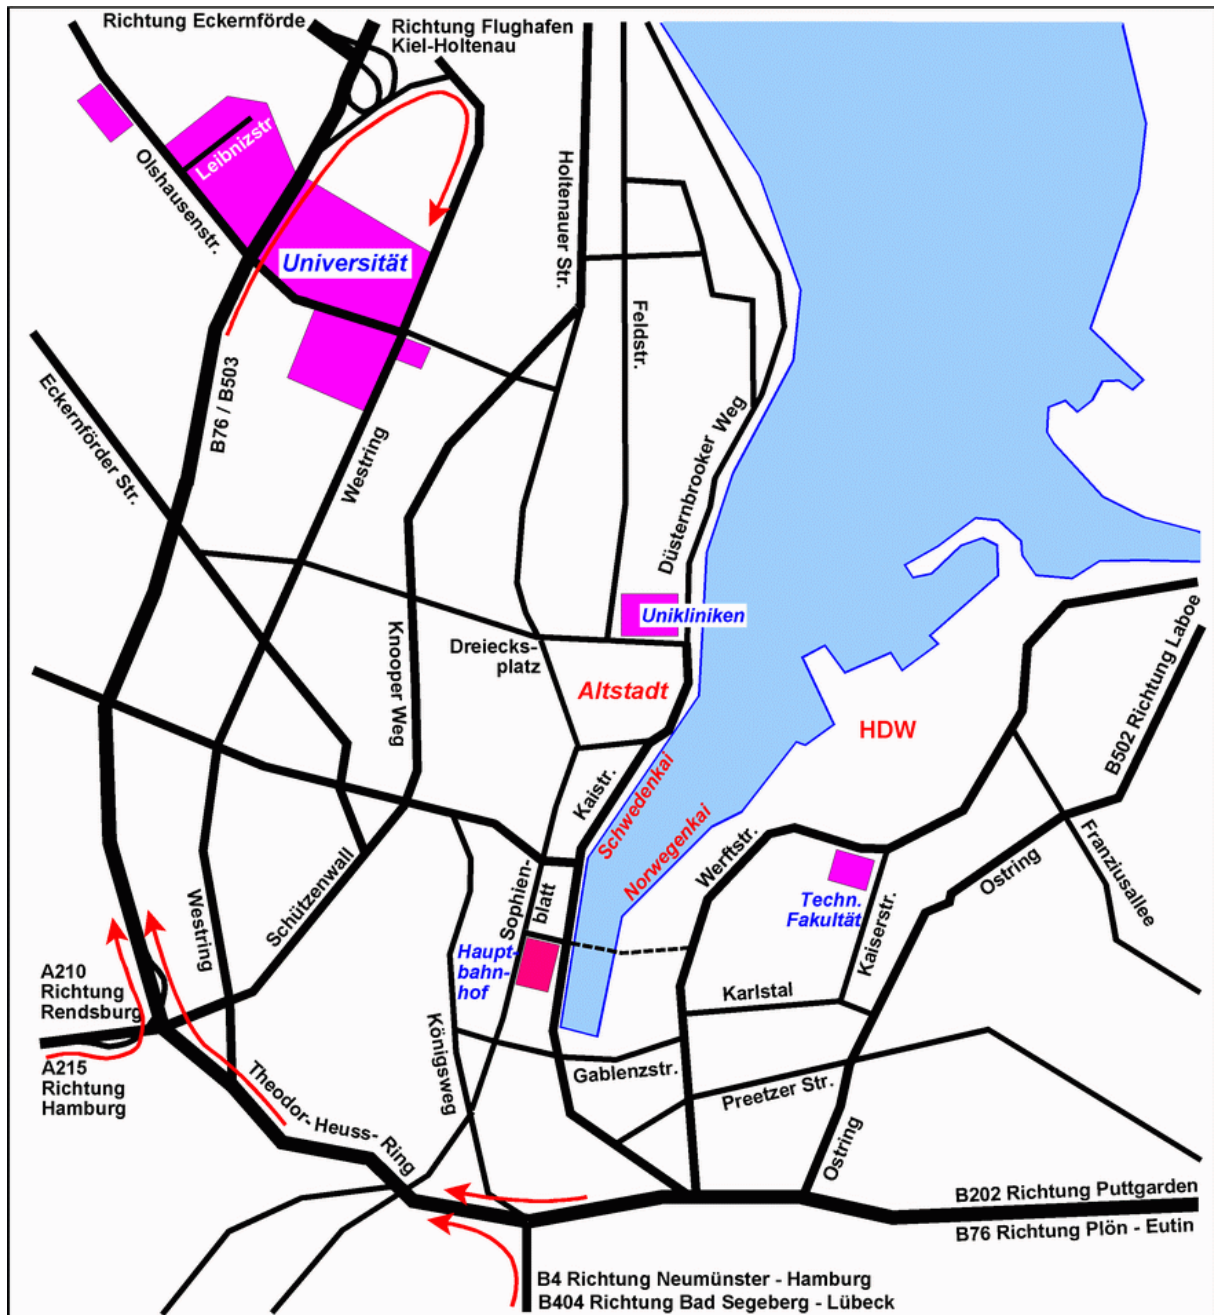 Richtung Eckernförde
Richtung Flughafen
Kiel-Holtenau
Leibnizstr
Olshausenstr.
Universität
Holtenauer Str.
Feldstr.
B76 / B503
Eckernförder Str.
Westring
Düsternbrooker Weg
Unikliniken
Knooper Weg
Dreiecks-
platz
Altstadt
HDW
B502 Richtung Laboe
Kaistr.
Schwedenkai
Norwegenkai
Werftstr.
Techn.
Fakultät
Kaiserstr.
Ostring
Franziusallee
Schützenwall
Westring
Sophien-
blatt
Haupt-
bahn-
hof
A210
Richtung
Rendsburg
A215
Richtung
Hamburg
Karlstal
Königsweg
Gablenzstr.
Preetzer Str.
Theodor-Heuss-Ring
Ostring
B202 Richtung Puttgarden
B76 Richtung Plön - Eutin
B4 Richtung Neumünster - Hamburg
B404 Richtung Bad Segeberg - Lübeck